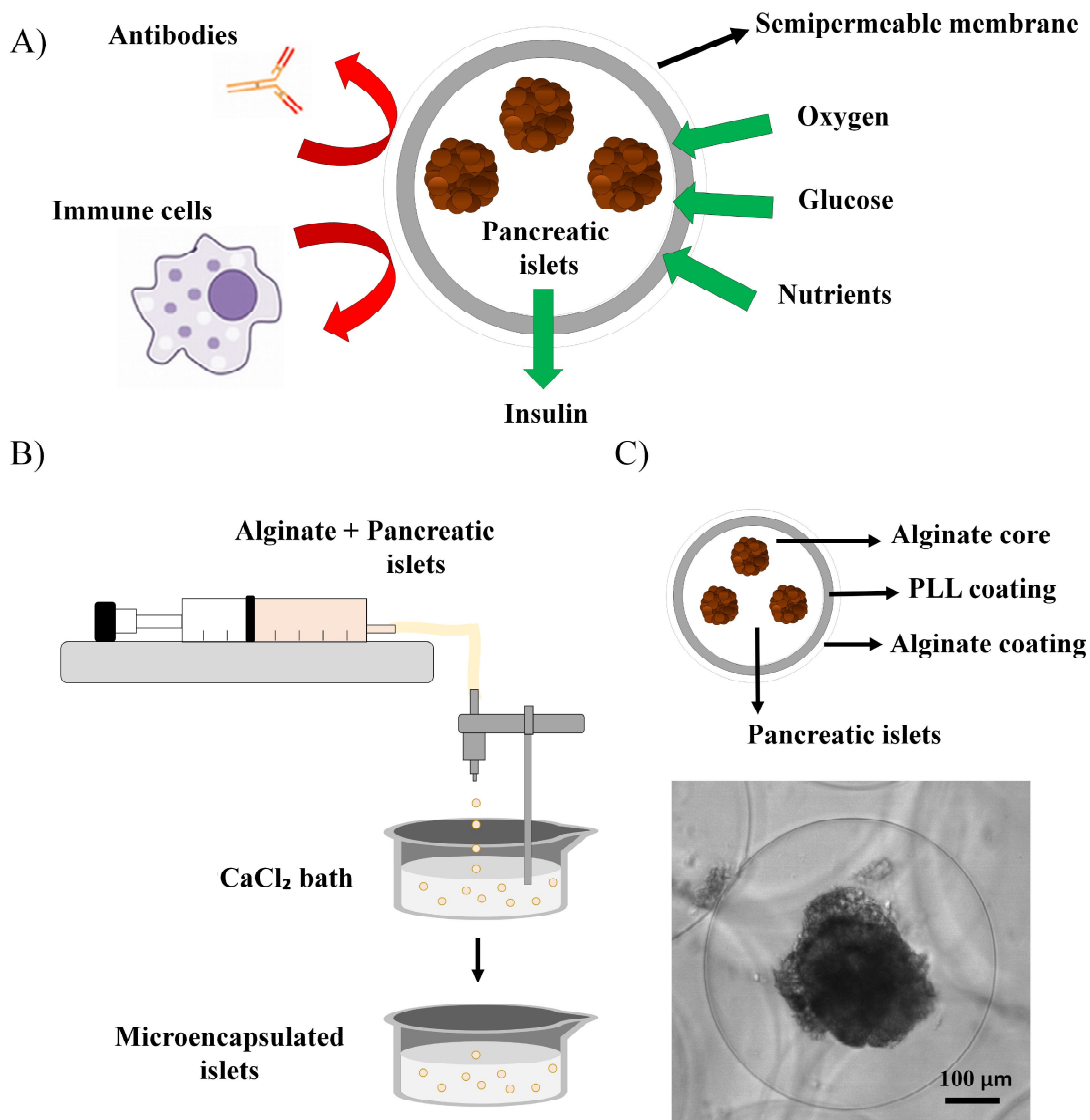 A)
Antibodies
Semipermeable membrane
Oxygen
Immune cells
Glucose
Pancreatic
islets
Nutrients
Insulin
B)
Alginate + Pancreatic
islets
CaCl₂ bath
Microencapsulated
islets
C)
Alginate core
PLL coating
Alginate coating
Pancreatic islets
100 µm